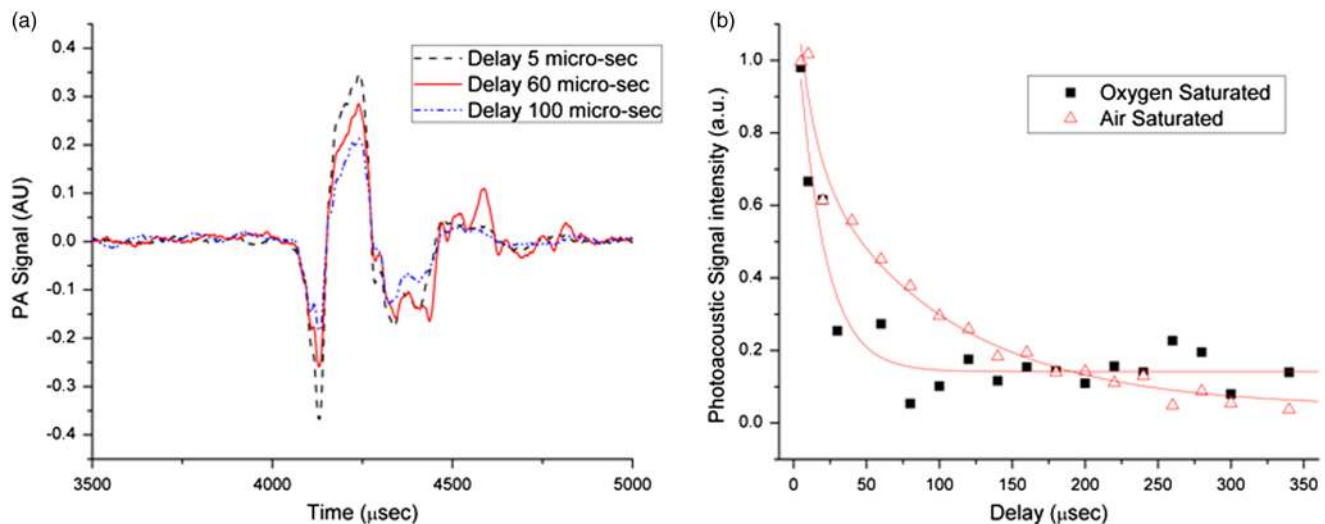 (a)
0.4
0.3
0.2
0.1
0.0
-0.1
-0.2
-0.3
-0.4
PA Signal (AU)
Delay 5 micro-sec
Delay 60 micro-sec
Delay 100 micro-sec
3500
4000
4500
5000
Time (μsec)
(b)
1.0
0.8
0.6
0.4
0.2
0.0
Photoacoustic Signal intensity (a.u.)
Oxygen Saturated
Air Saturated
0
50
100
150
200
250
300
350
Delay (μsec)